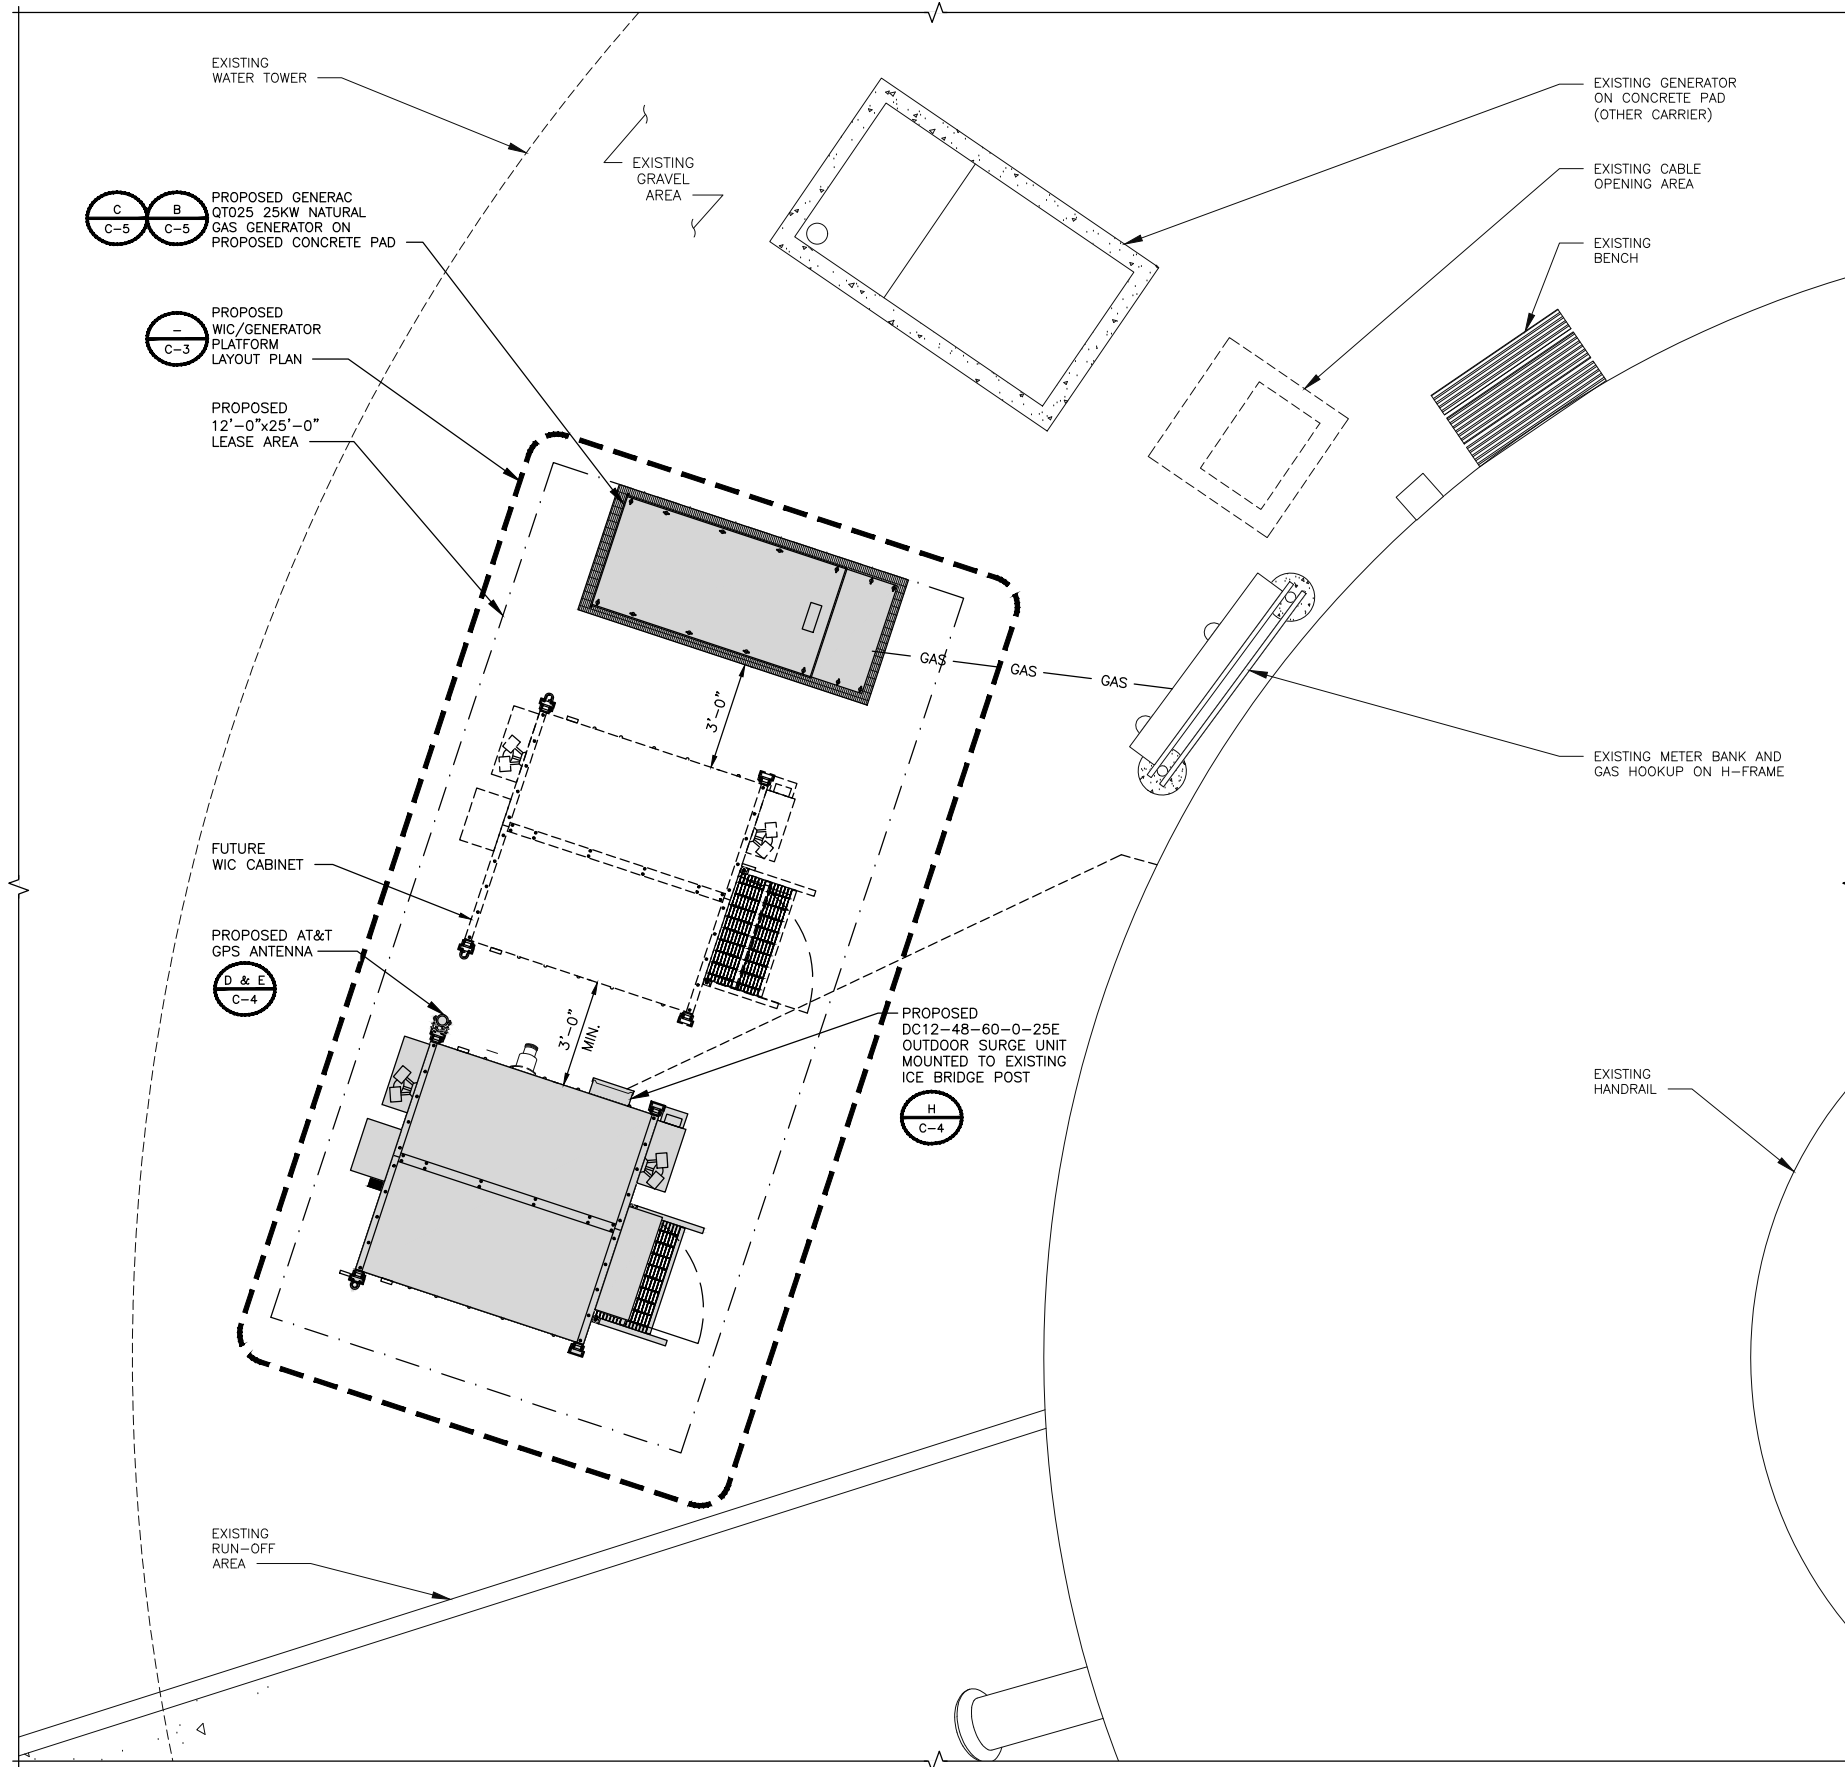 EXISTING
WATER TOWER
EXISTING
GRAVEL
AREA
EXISTING GENERATOR
ON CONCRETE PAD
(OTHER CARRIER)
EXISTING CABLE
OPENING AREA
EXISTING
BENCH
C
C-5
B
C-5
PROPOSED GENERAC
QT025 25KW NATURAL
GAS GENERATOR ON
PROPOSED CONCRETE PAD
–
C-3
PROPOSED
WIC/GENERATOR
PLATFORM
LAYOUT PLAN
PROPOSED
12'-0"x25'-0"
LEASE AREA
GAS
GAS
GAS
3'-0"
EXISTING METER BANK AND
GAS HOOKUP ON H-FRAME
FUTURE
WIC CABINET
PROPOSED AT&T
GPS ANTENNA
D & E
C-4
3'-0"
MIN.
PROPOSED
DC12-48-60-0-25E
OUTDOOR SURGE UNIT
MOUNTED TO EXISTING
ICE BRIDGE POST
H
C-4
EXISTING
HANDRAIL
EXISTING
RUN-OFF
AREA